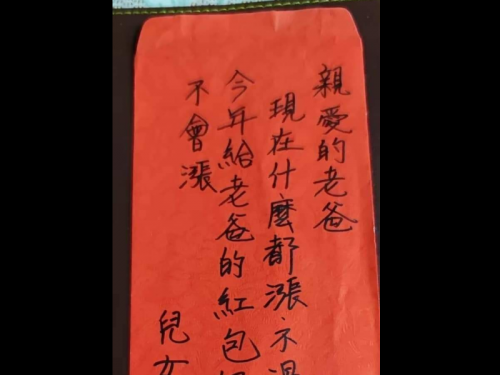 親愛的老爸
現在什麼都漲不過
今年給老爸的紅包
不會漲
兒